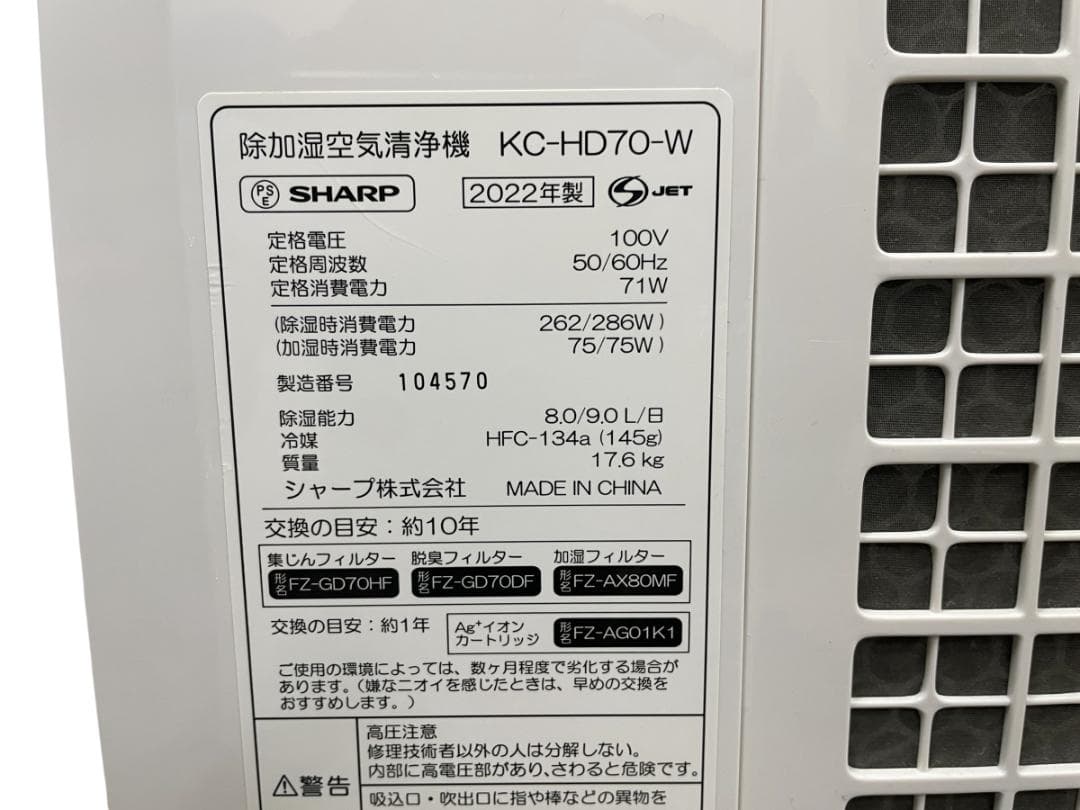 除加湿空気清浄機 KC-HD70-W
PSE SHARP 2022年製 S JET
定格電圧 100V
定格周波数 50/60Hz
定格消費電力 71W
(除湿時消費電力 262/286W)
(加湿時消費電力 75/75W)
製造番号 104570
除湿能力 8.0/9.0 L/日
冷媒 HFC-134a (145g)
質量 17.6 kg
シャープ株式会社 MADE IN CHINA
交換の目安：約10年
集じんフィルター 脱臭フィルター 加湿フィルター
形名 FZ-GD70HF 形名 FZ-GD70DF 形名 FZ-AX80MF
交換の目安：約1年 Ag⁺イオンカートリッジ 形名 FZ-AG01K1
ご使用の環境によっては、数ヶ月程度で劣化する場合が
あります。（嫌なニオイを感じたときは、早めの交換を
おすすめします。）
高圧注意
修理技術者以外の人は分解しない。
内部に高電圧部があり、さわると危険です。
⚠警告
吸込口・吹出口に指や棒などの異物を